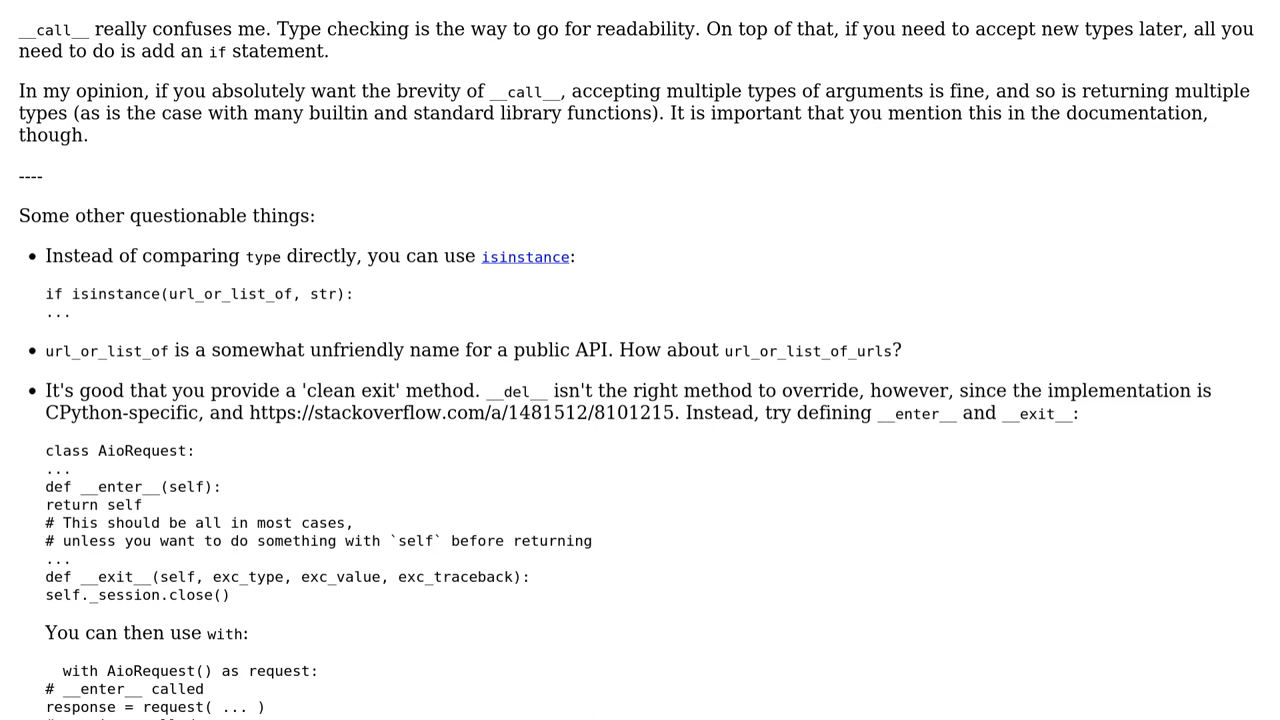 __call__ really confuses me. Type checking is the way to go for readability. On top of that, if you need to accept new types later, all you
need to do is add an if statement.
In my opinion, if you absolutely want the brevity of __call__, accepting multiple types of arguments is fine, and so is returning multiple
types (as is the case with many builtin and standard library functions). It is important that you mention this in the documentation,
though.
----
Some other questionable things:
• Instead of comparing type directly, you can use isinstance:
if isinstance(url_or_list_of, str):
...
• url_or_list_of is a somewhat unfriendly name for a public API. How about url_or_list_of_urls?
• It's good that you provide a 'clean exit' method. __del__ isn't the right method to override, however, since the implementation is
CPython-specific, and https://stackoverflow.com/a/1481512/8101215. Instead, try defining __enter__ and __exit__:
class AioRequest:
...
def __enter__(self):
return self
# This should be all in most cases,
# unless you want to do something with `self` before returning
...
def __exit__(self, exc_type, exc_value, exc_traceback):
self._session.close()
You can then use with:
with AioRequest() as request:
# __enter__ called
response = request( ... )